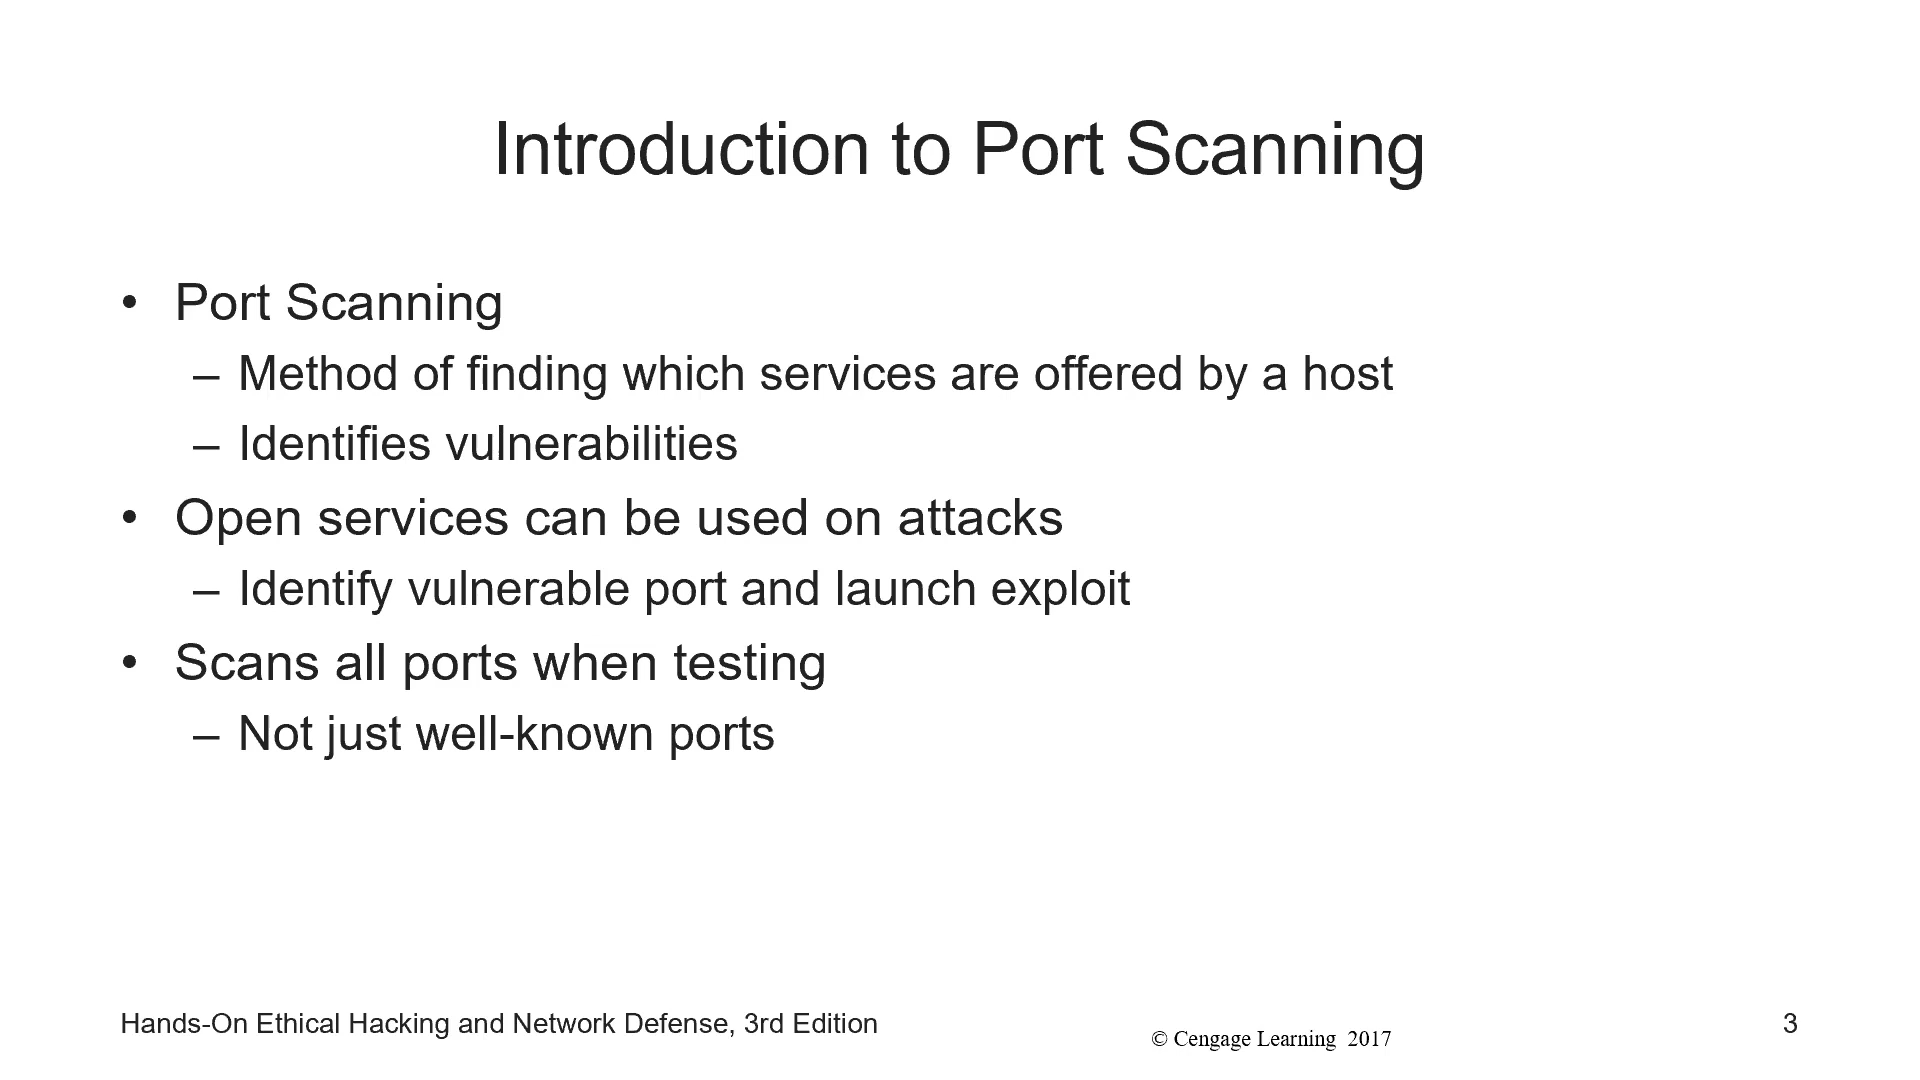 Introduction to Port Scanning
• Port Scanning
– Method of finding which services are offered by a host
– Identifies vulnerabilities
• Open services can be used on attacks
– Identify vulnerable port and launch exploit
• Scans all ports when testing
– Not just well-known ports
Hands-On Ethical Hacking and Network Defense, 3rd Edition
© Cengage Learning 2017
3